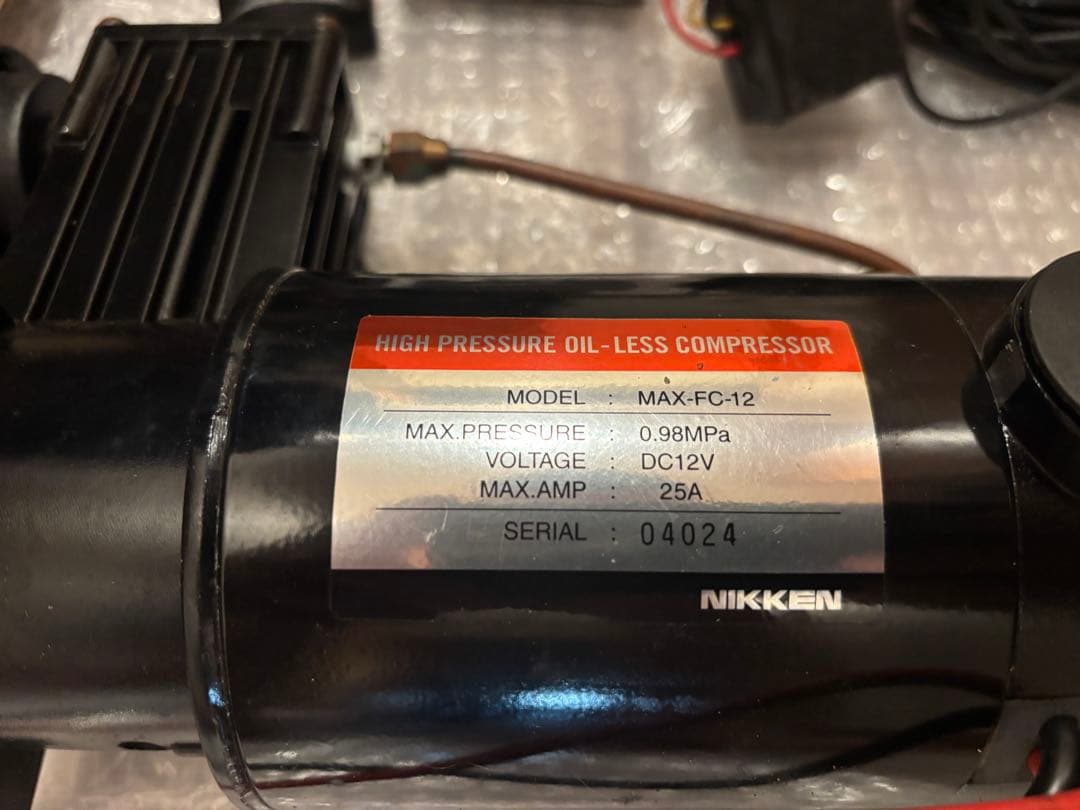 HIGH PRESSURE OIL-LESS COMPRESSOR
MODEL : MAX-FC-12
MAX.PRESSURE : 0.98MPa
VOLTAGE : DC12V
MAX.AMP : 25A
SERIAL : 04024
NIKKEN